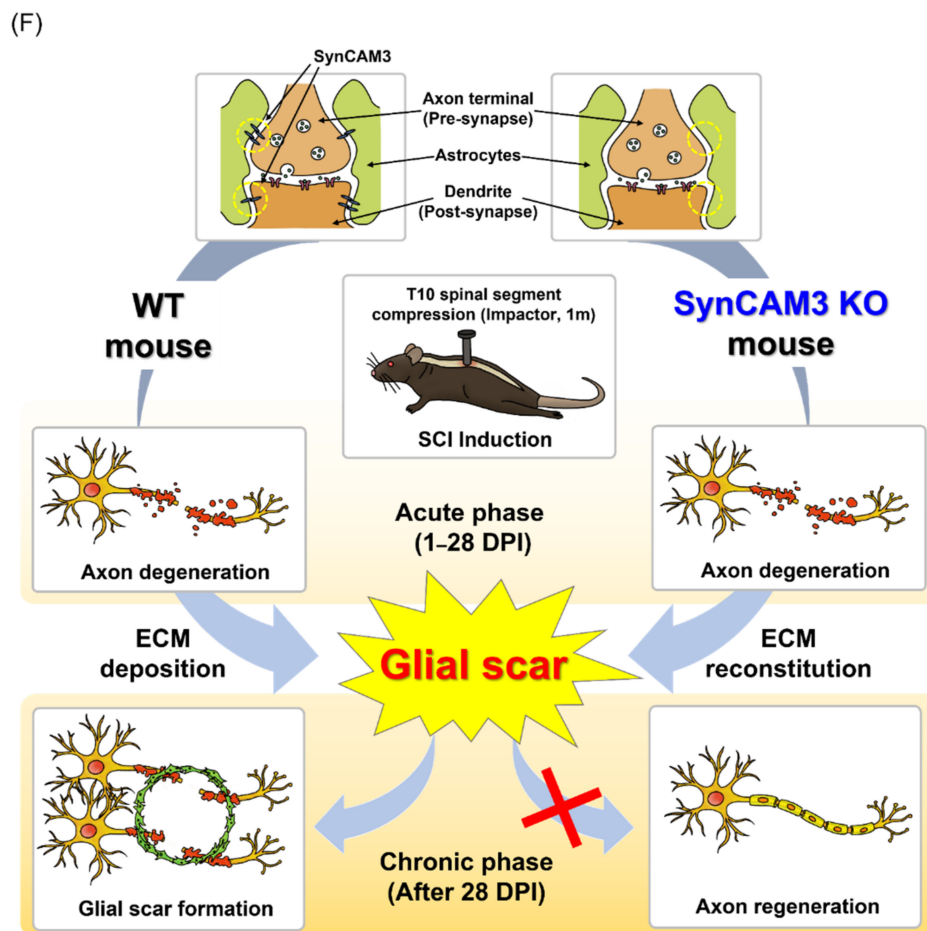 (F)
SynCAM3
Axon terminal
(Pre-synapse)
Astrocytes
Dendrite
(Post-synapse)
WT
mouse
T10 spinal segment
compression (Impactor, 1m)
SCI Induction
SynCAM3 KO
mouse
Axon degeneration
Acute phase
(1–28 DPI)
Axon degeneration
ECM
deposition
Glial scar
ECM
reconstitution
Glial scar formation
Chronic phase
(After 28 DPI)
Axon regeneration